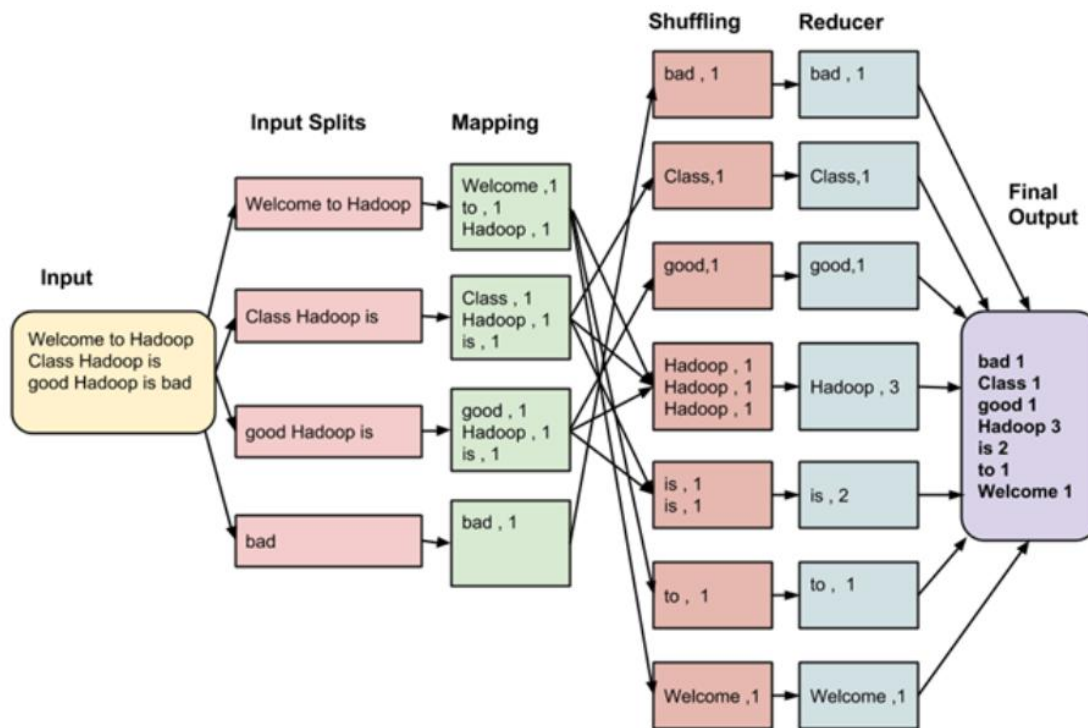 Input
Welcome to Hadoop
Class Hadoop is
good Hadoop is bad
Input Splits
Welcome to Hadoop
Class Hadoop is
good Hadoop is
bad
Mapping
Welcome ,1
to , 1
Hadoop , 1
Class , 1
Hadoop , 1
is , 1
good , 1
Hadoop , 1
is , 1
bad , 1
Shuffling
bad , 1
Class,1
good,1
Hadoop , 1
Hadoop , 1
Hadoop , 1
is , 1
is , 1
to , 1
Welcome ,1
Reducer
bad , 1
Class,1
good,1
Hadoop , 3
is , 2
to , 1
Welcome ,1
Final
Output
bad 1
Class 1
good 1
Hadoop 3
is 2
to 1
Welcome 1